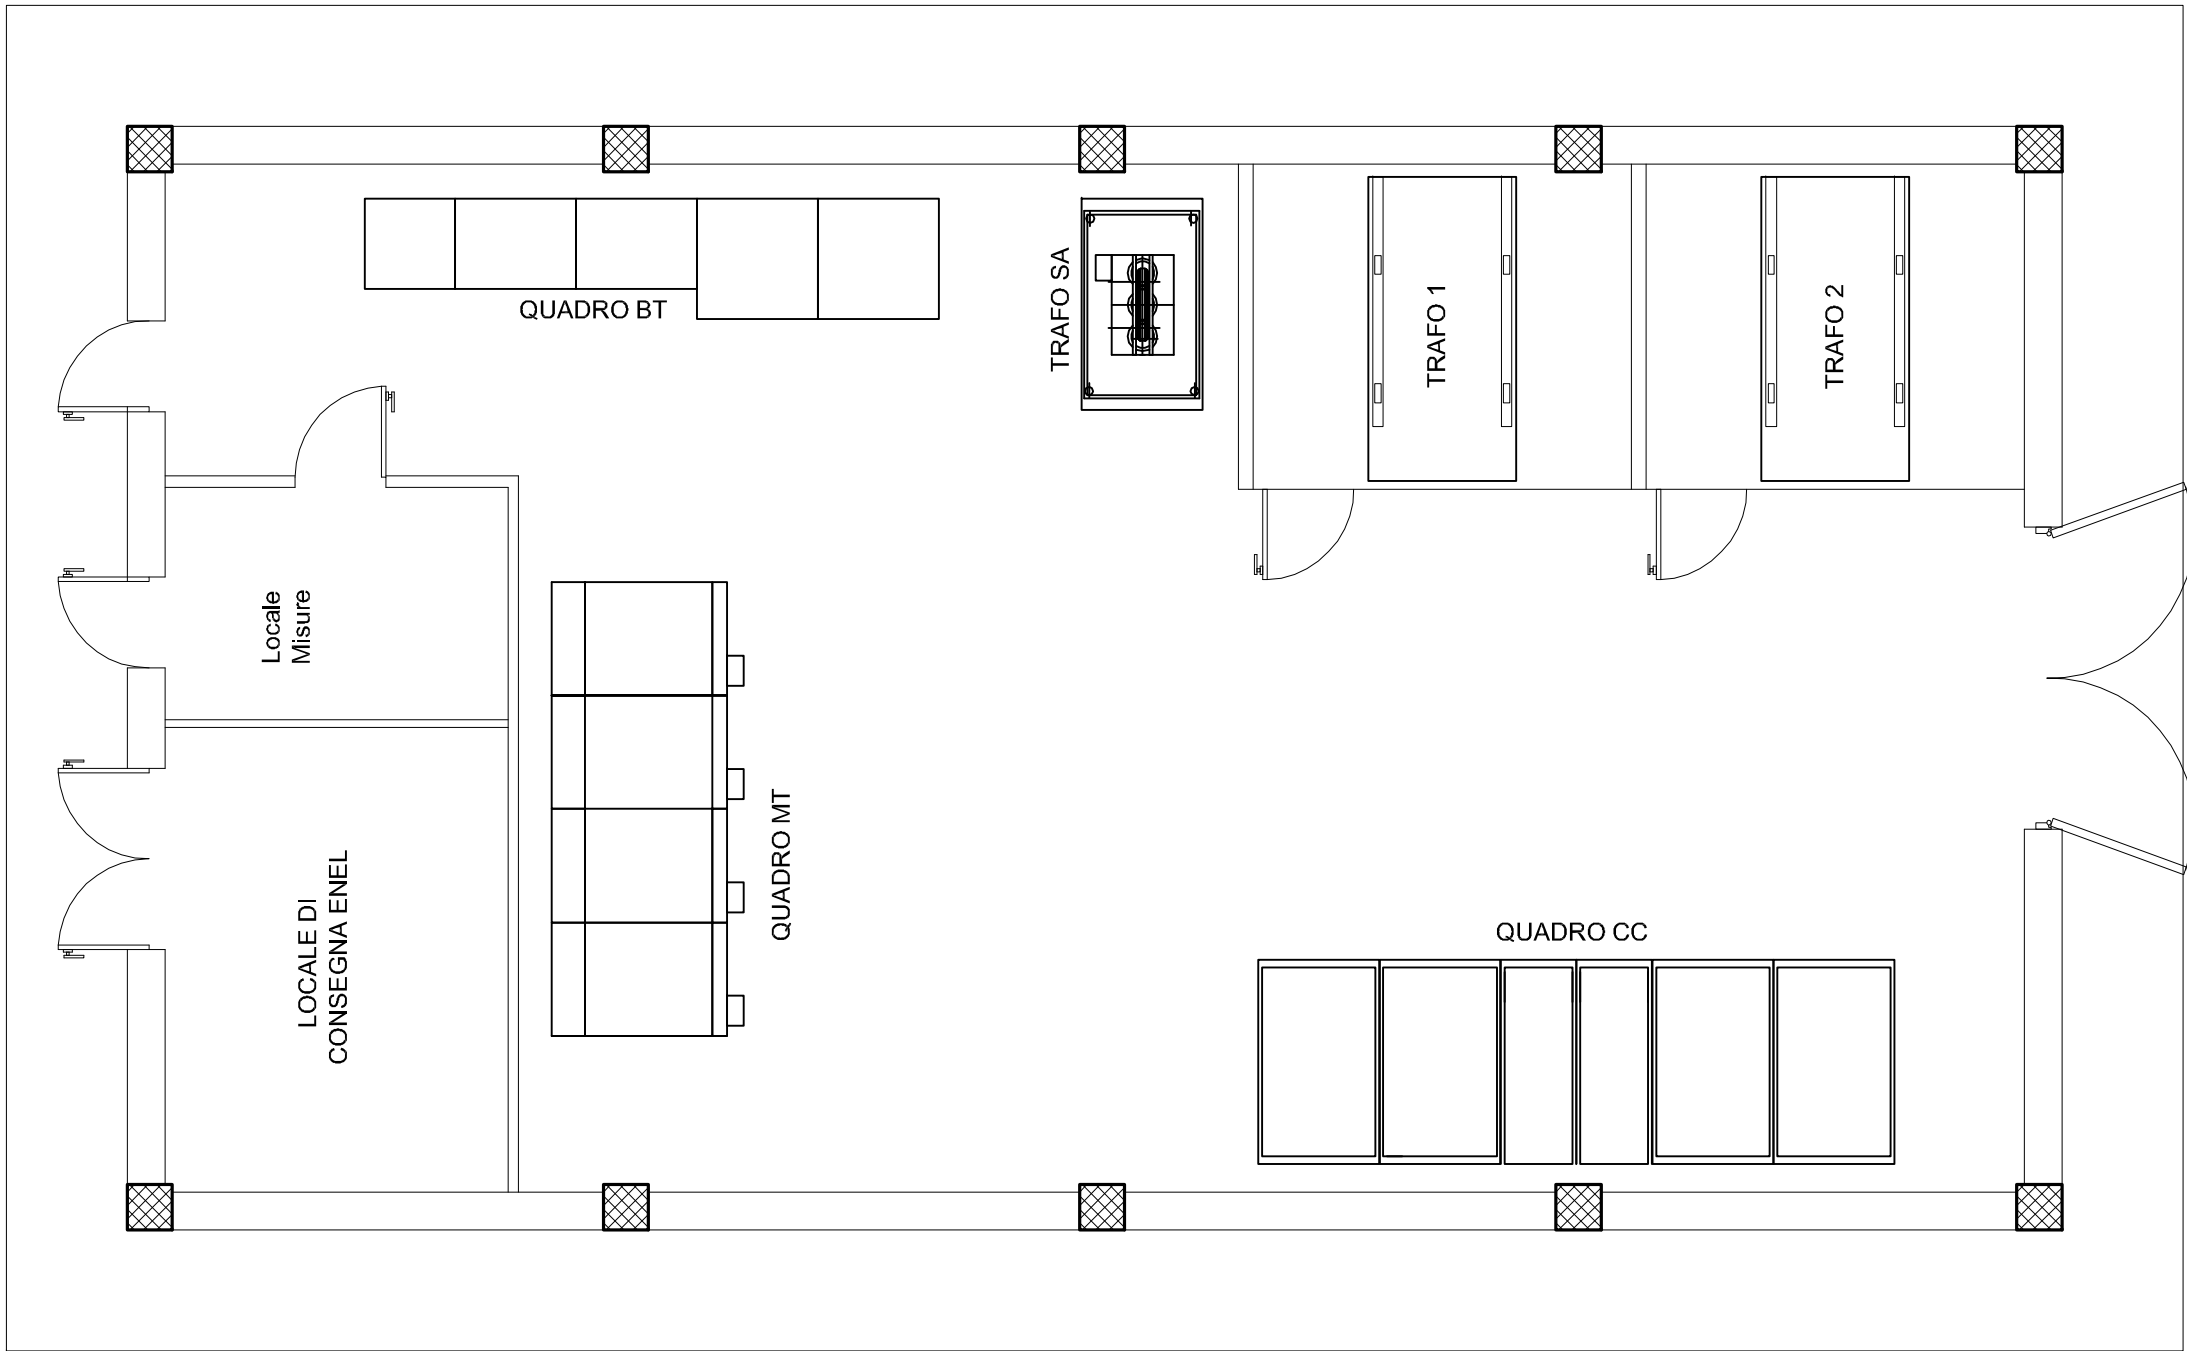 QUADRO BT
TRAFO SA
TRAFO 1
TRAFO 2
Locale
Misure
QUADRO MT
LOCALE DI
CONSEGNA ENEL
QUADRO CC